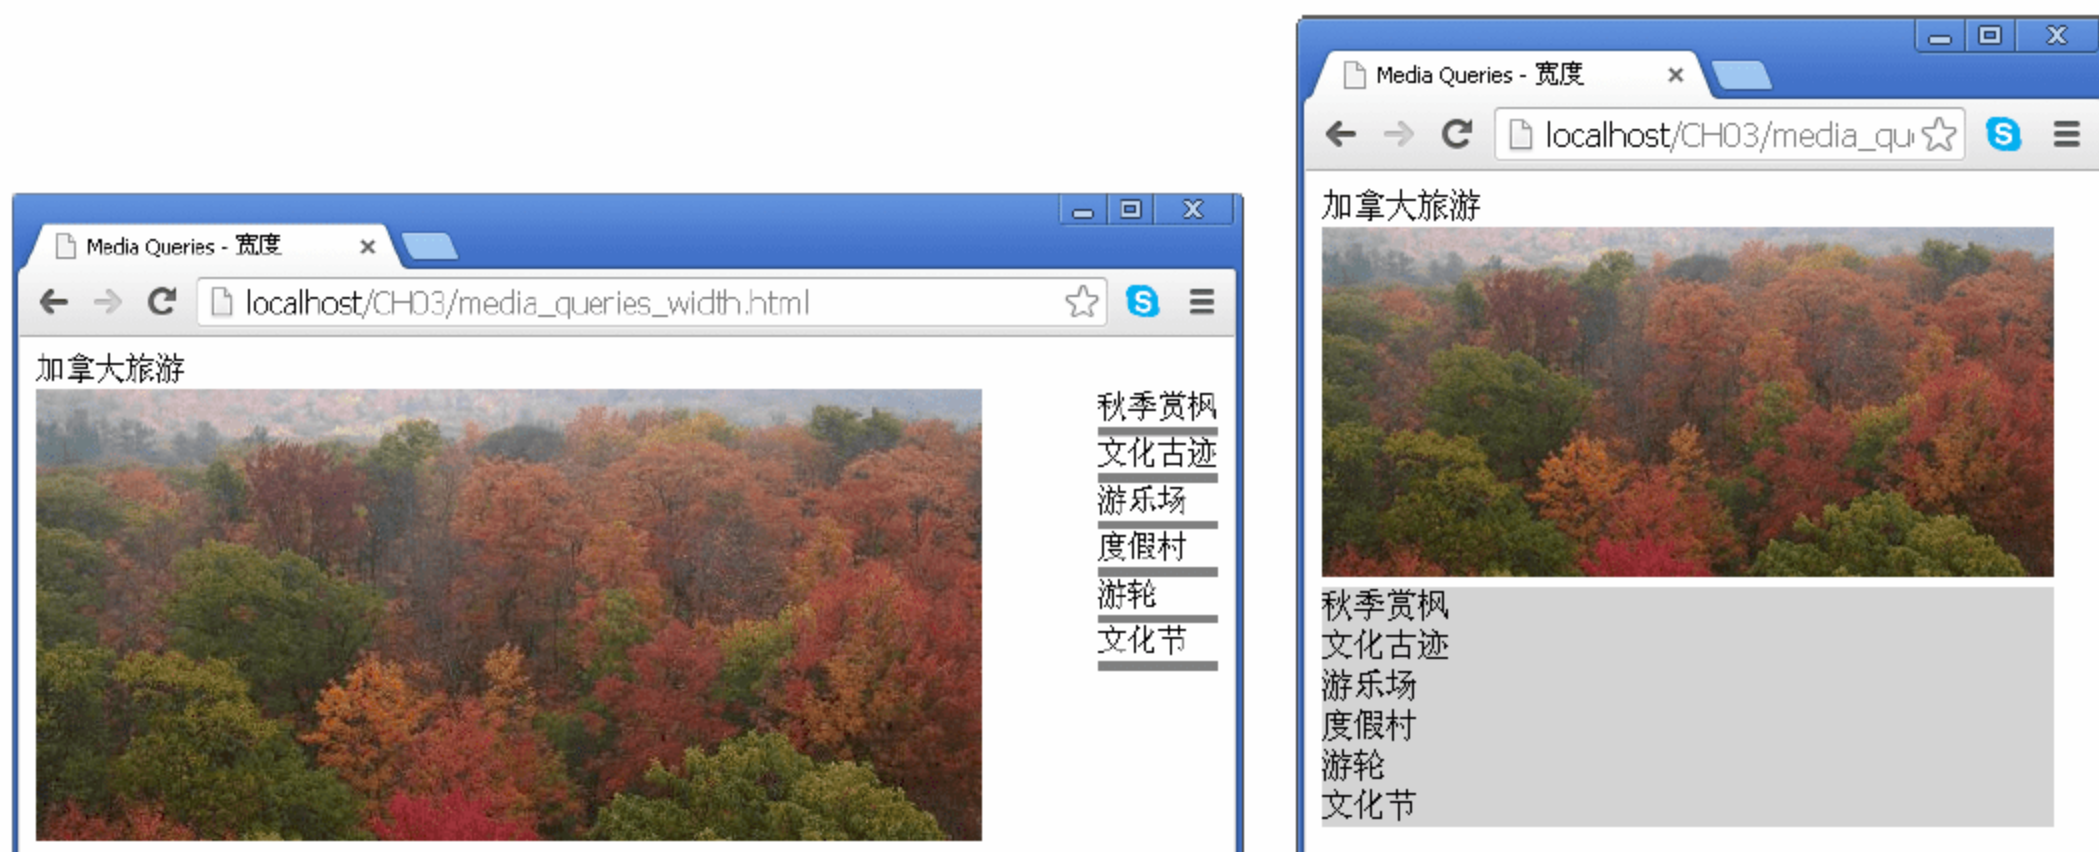 Media Queries - 宽度
localhost/CH03/media_queries_width.html
加拿大旅游
秋季赏枫
文化古迹
游乐场
度假村
游轮
文化节
Media Queries - 宽度
localhost/CH03/media_qu
加拿大旅游
秋季赏枫
文化古迹
游乐场
度假村
游轮
文化节